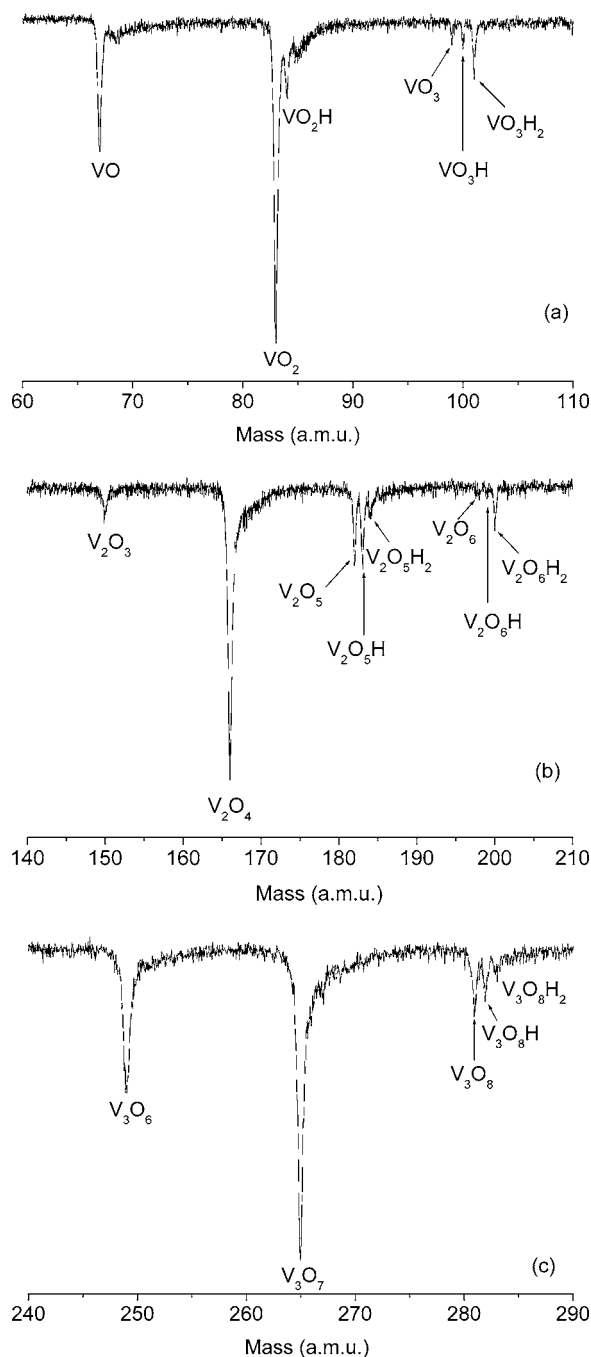 VO
VO₂
VO₂H
VO₃
VO₃H
VO₃H₂
(a)
60 70 80 90 100 110
Mass (a.m.u.)
V₂O₃
V₂O₄
V₂O₅
V₂O₅H
V₂O₅H₂
V₂O₆
V₂O₆H
V₂O₆H₂
(b)
140 150 160 170 180 190 200 210
Mass (a.m.u.)
V₃O₆
V₃O₇
V₃O₈
V₃O₈H
V₃O₈H₂
(c)
240 250 260 270 280 290
Mass (a.m.u.)